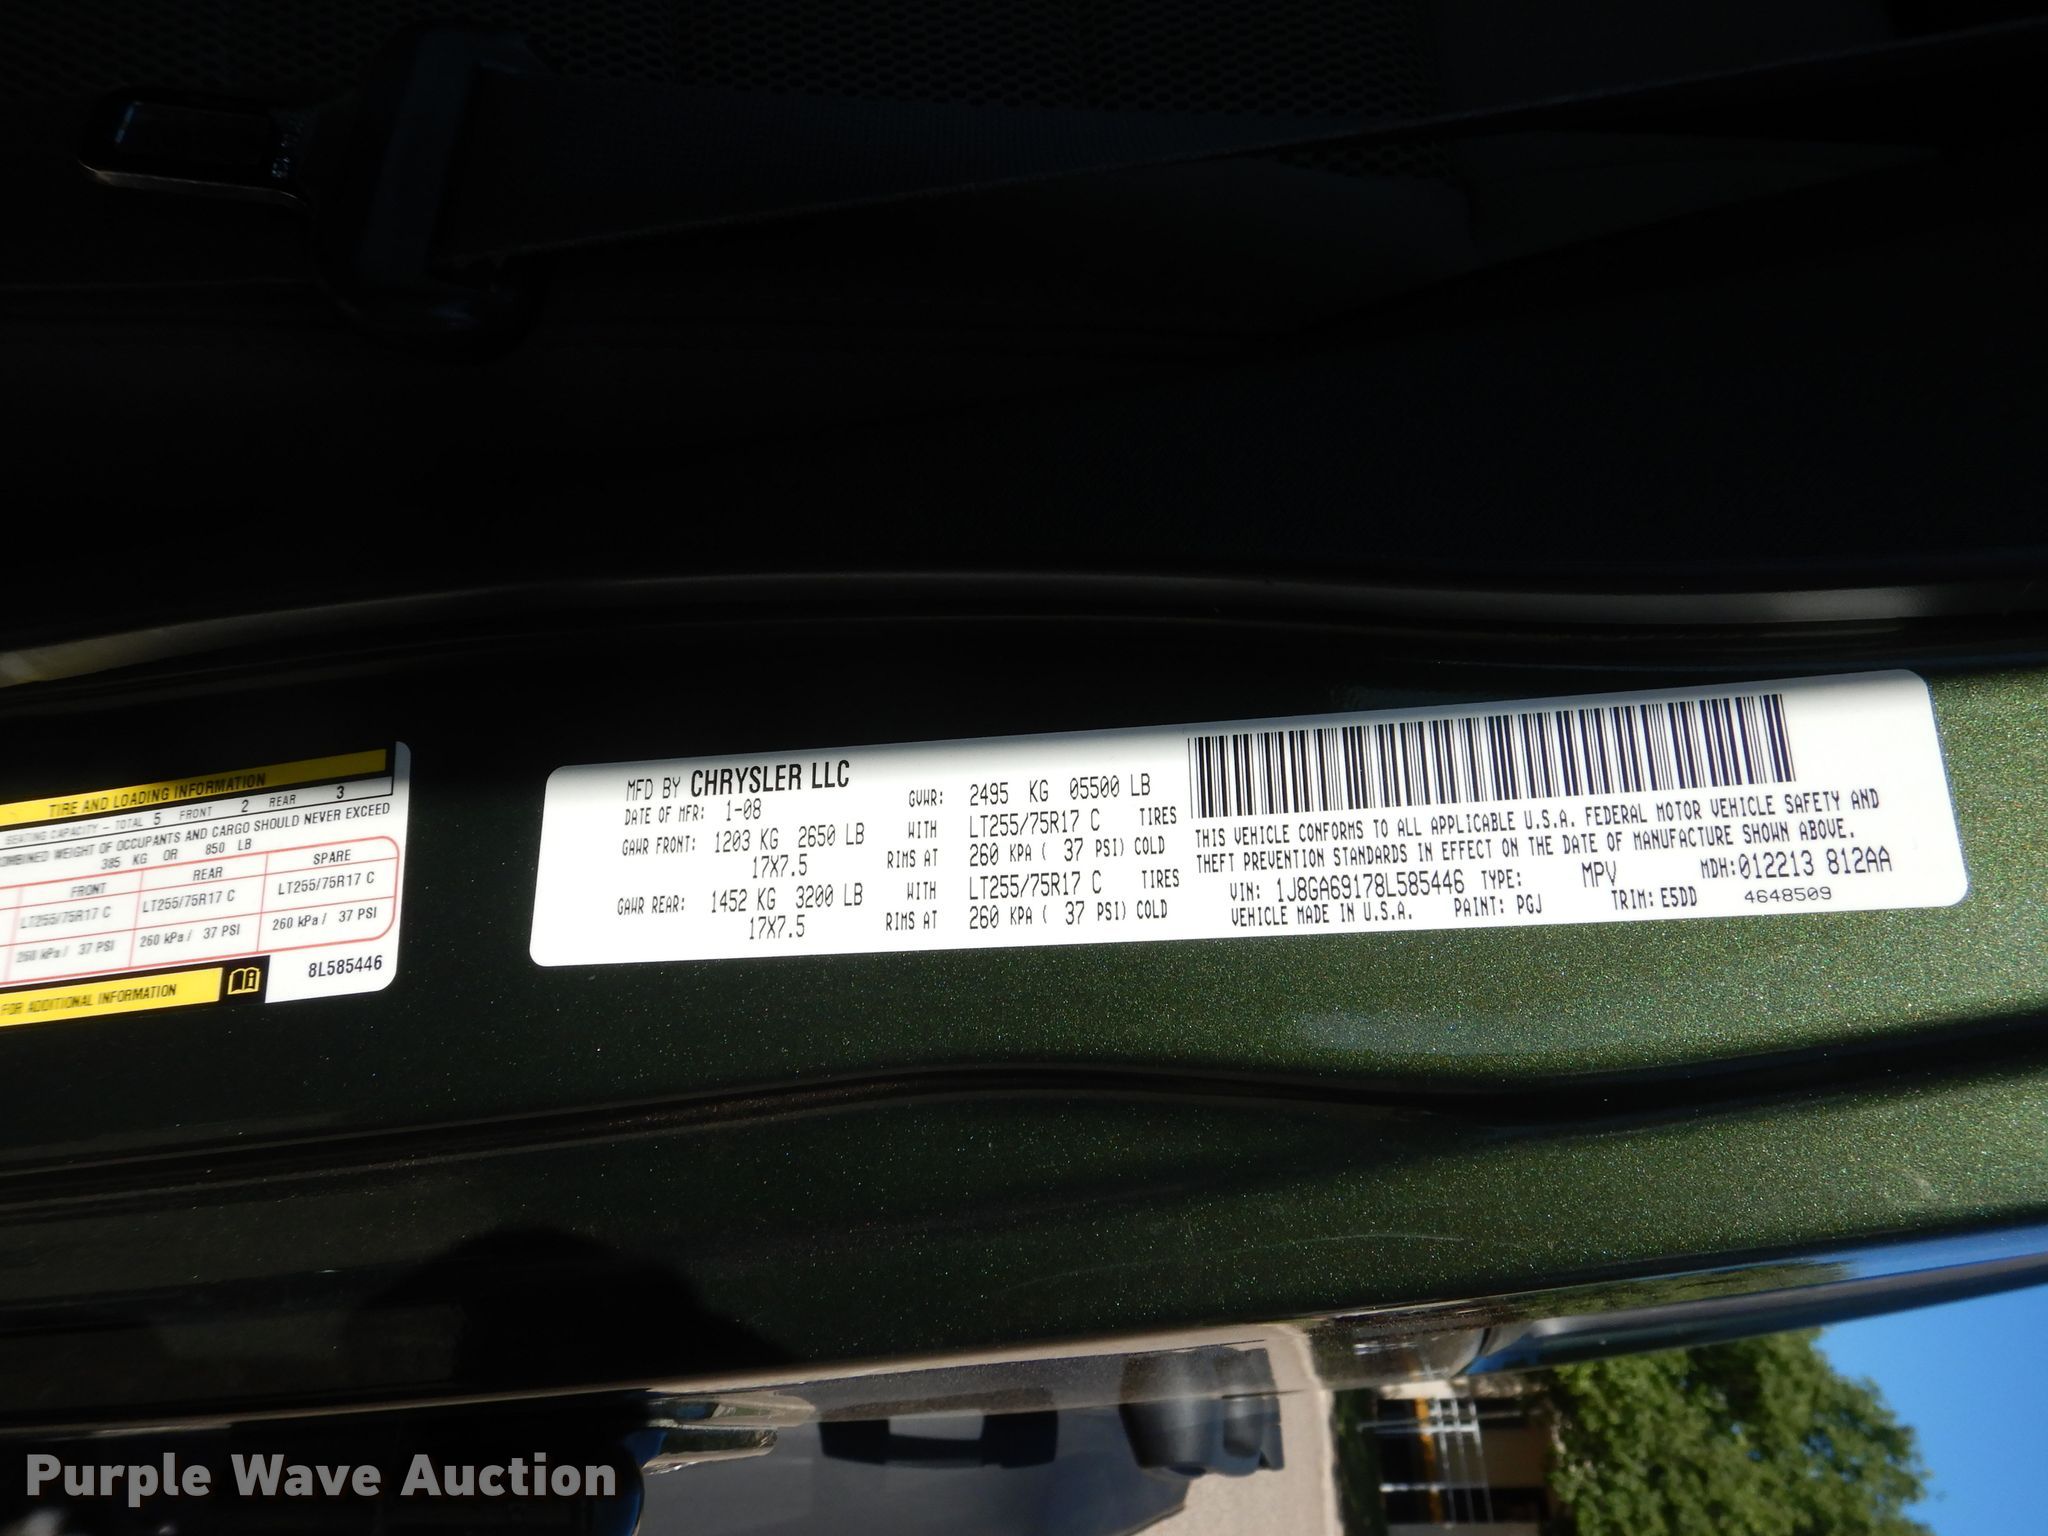 TIRE AND LOADING INFORMATION
SEATING CAPACITY - TOTAL 5 FRONT 2 REAR 3
COMBINED WEIGHT OF OCCUPANTS AND CARGO SHOULD NEVER EXCEED
385 KG OR 850 LB
FRONT REAR SPARE
LT255/75R17 C LT255/75R17 C LT255/75R17 C
260 kPa / 37 PSI 260 kPa / 37 PSI 260 kPa / 37 PSI
FOR ADDITIONAL INFORMATION
8L585446
MFD BY CHRYSLER LLC
DATE OF MFR: 1-08 GVWR: 2495 KG 05500 LB
GAWR FRONT: 1203 KG 2650 LB WITH LT255/75R17 C TIRES
17X7.5 RIMS AT 260 KPA ( 37 PSI) COLD
GAWR REAR: 1452 KG 3200 LB WITH LT255/75R17 C TIRES
17X7.5 RIMS AT 260 KPA ( 37 PSI) COLD
THIS VEHICLE CONFORMS TO ALL APPLICABLE U.S.A. FEDERAL MOTOR VEHICLE SAFETY AND
THEFT PREVENTION STANDARDS IN EFFECT ON THE DATE OF MANUFACTURE SHOWN ABOVE.
VIN: 1J8GA69178L585446 TYPE: MPV MDH:012213 812AA
VEHICLE MADE IN U.S.A. PAINT: PGJ TRIM: E5DD 4648509
Purple Wave Auction